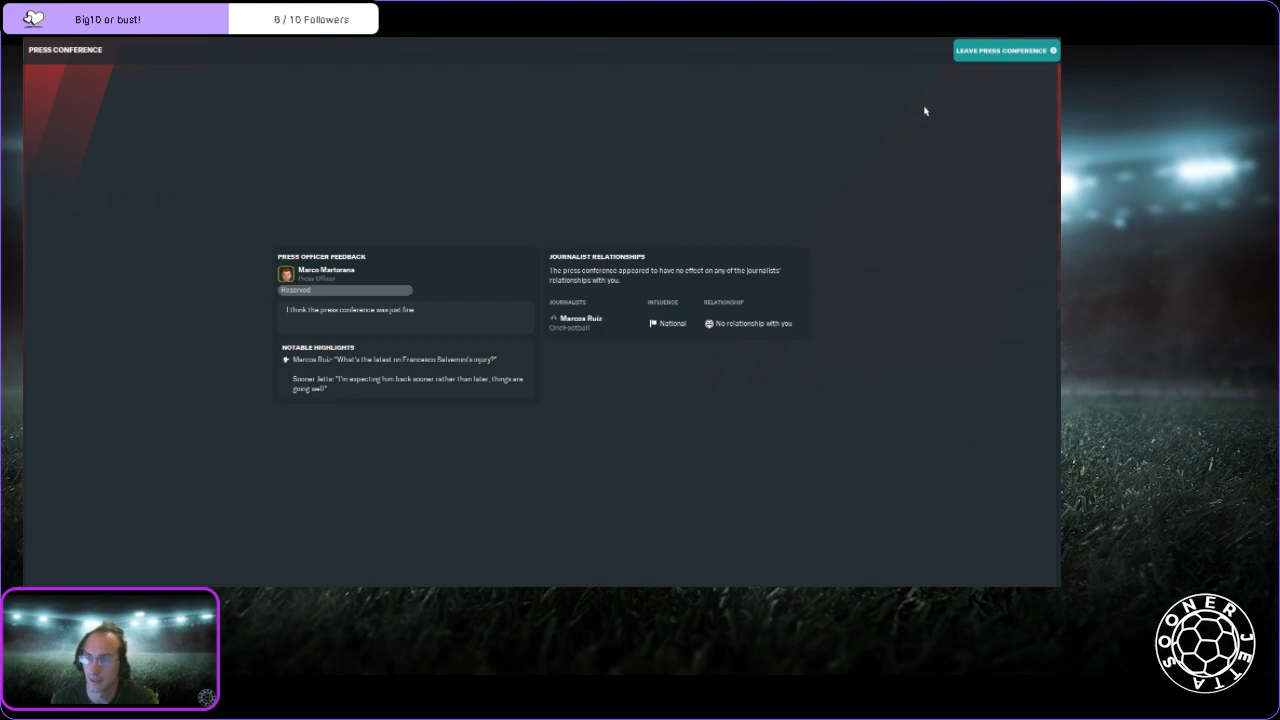 Big10 or bust!
6 / 10 Followers
PRESS CONFERENCE
LEAVE PRESS CONFERENCE
PRESS OFFICER FEEDBACK
Marco Martorana
Press Officer
Reserved
I think the press conference was just fine
NOTABLE HIGHLIGHTS
Marcos Ruiz: "What's the latest on Francesco Salvemini's injury?"
Sooner Jetta: "I'm expecting him back sooner rather than later, things are
going well"
JOURNALIST RELATIONSHIPS
The press conference appeared to have no effect on any of the journalists'
relationships with you.
JOURNALISTS INFLUENCE RELATIONSHIP
Marcos Ruiz
OneFootball
National
No relationship with you
SOONER JETTA